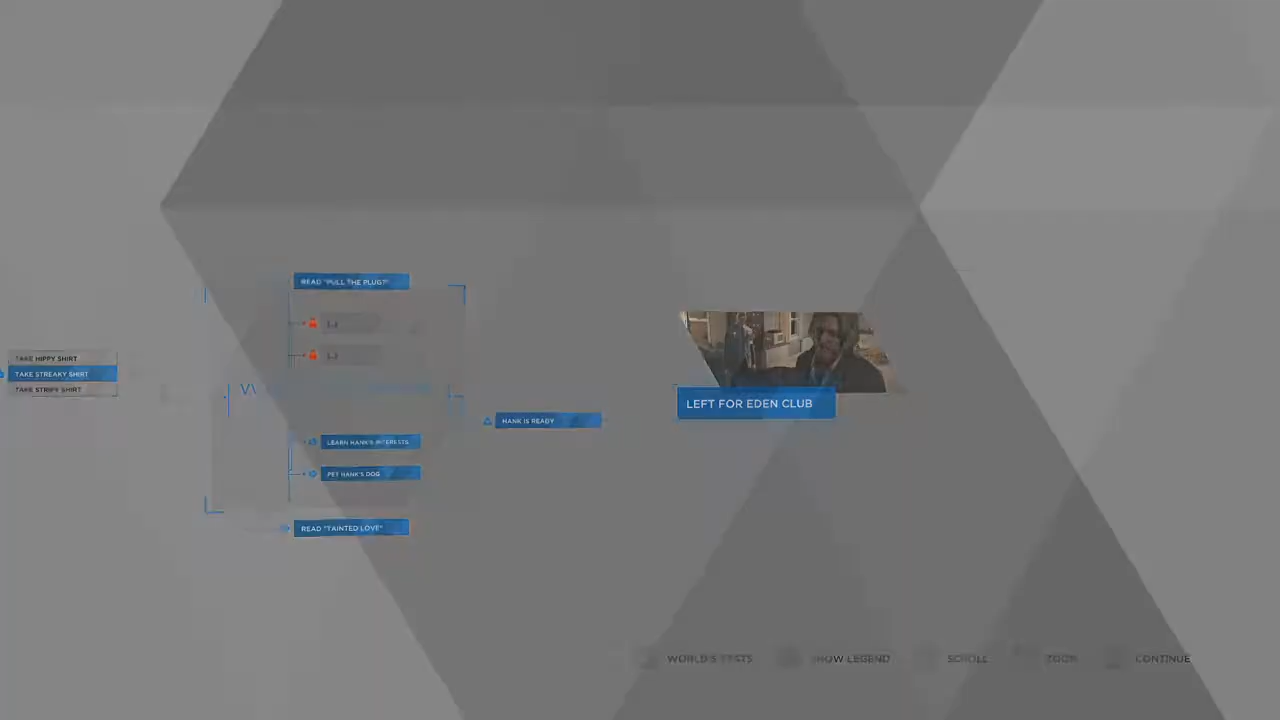 READ "PULL THE PLUG?"
TAKE HIPPY SHIRT
TAKE STREAKY SHIRT
TAKE STRIPY SHIRT
HANK IS READY
LEFT FOR EDEN CLUB
LEARN HANK'S INTERESTS
PET HANK'S DOG
READ "TAINTED LOVE"
WORLD'S STATS
SHOW LEGEND
SCROLL
ZOOM
CONTINUE